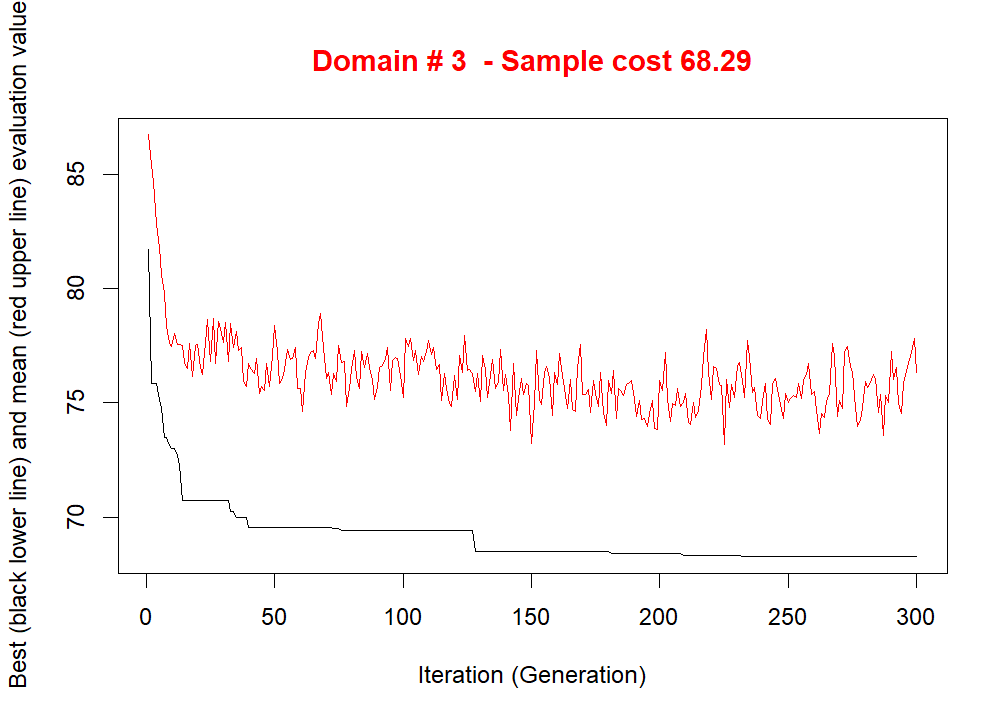 Domain # 3  - Sample cost 68.29
Best (black lower line) and mean (red upper line) evaluation value
85
80
75
70
0 50 100 150 200 250 300
Iteration (Generation)